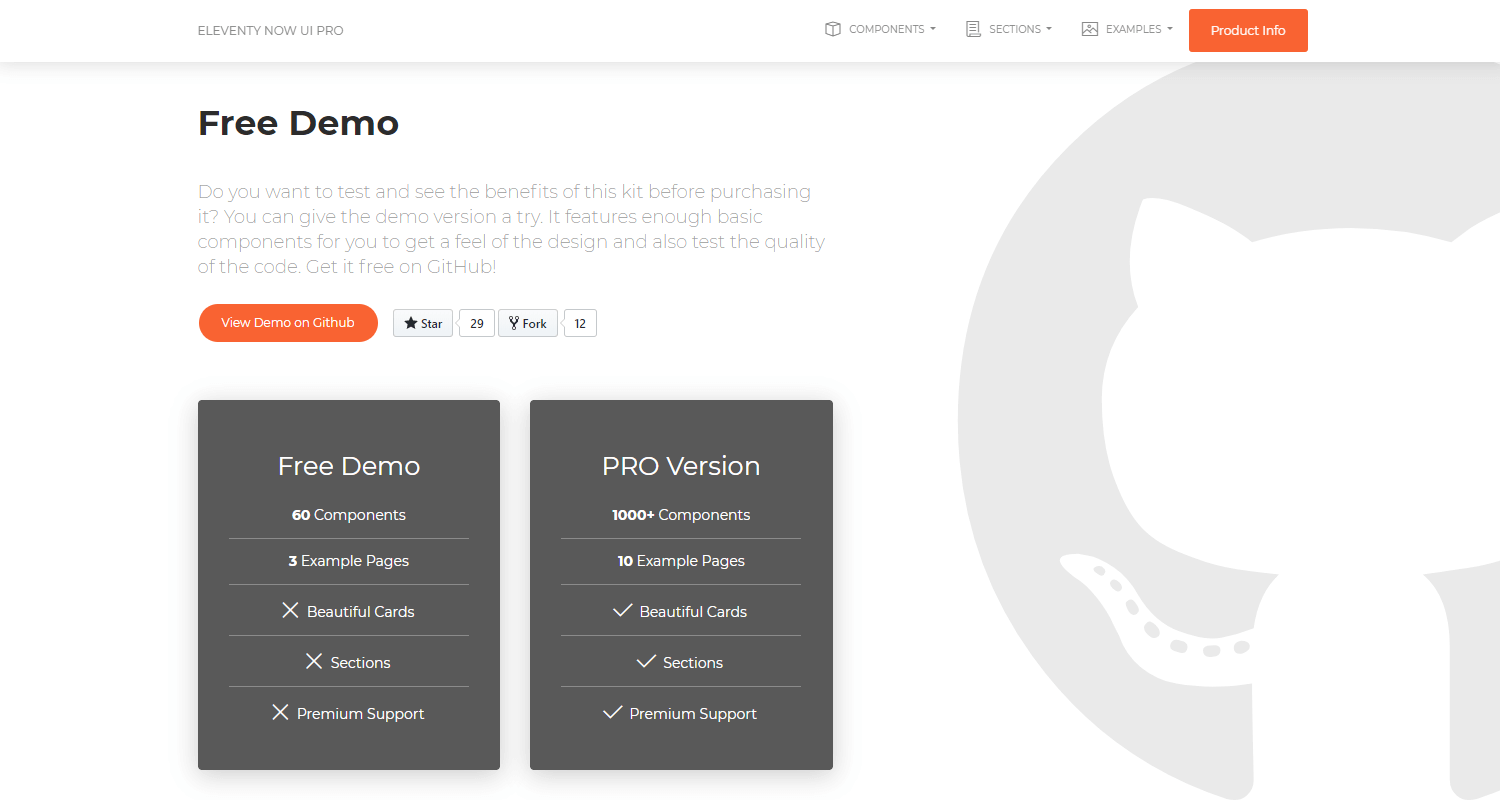 ELEVENTY NOW UI PRO
COMPONENTS
SECTIONS
EXAMPLES
Product Info
Free Demo
Do you want to test and see the benefits of this kit before purchasing
it? You can give the demo version a try. It features enough basic
components for you to get a feel of the design and also test the quality
of the code. Get it free on GitHub!
View Demo on Github
Star
29
Fork
12
Free Demo
60 Components
3 Example Pages
Beautiful Cards
Sections
Premium Support
PRO Version
1000+ Components
10 Example Pages
Beautiful Cards
Sections
Premium Support